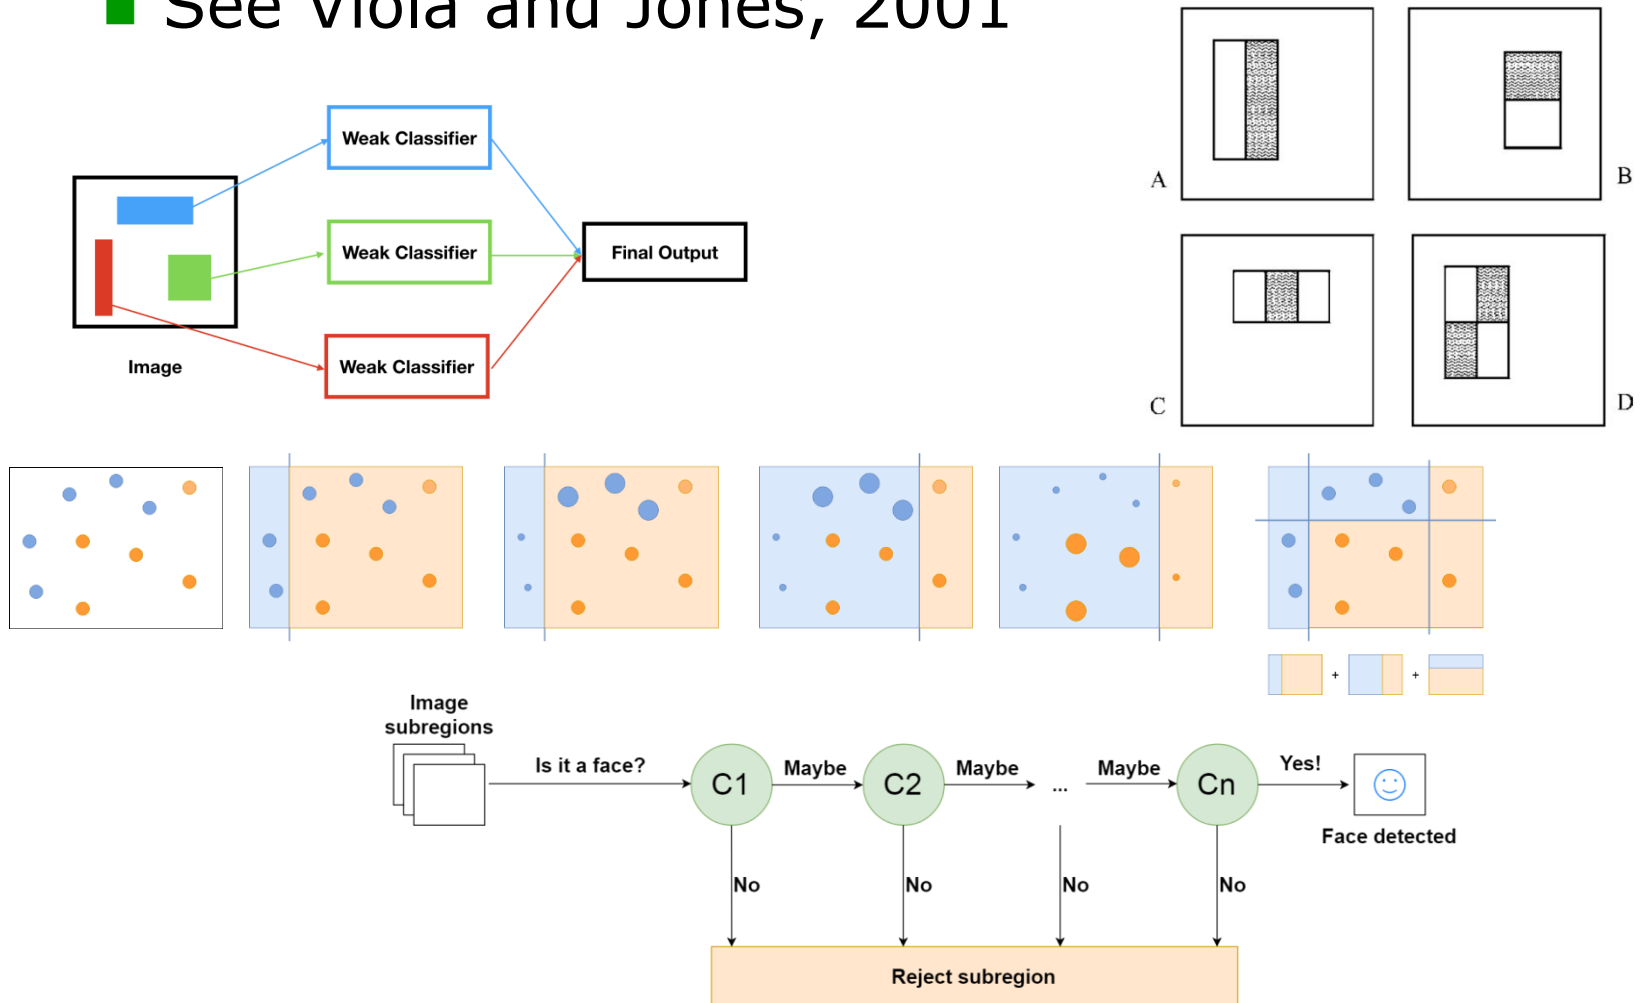 See Viola and Jones, 2001
A
B
C
D
Weak Classifier
Weak Classifier
Weak Classifier
Final Output
Image
+
+
Image
subregions
Is it a face?
C1
Maybe
C2
Maybe
...
Maybe
Cn
Yes!
Face detected
No
No
No
No
Reject subregion